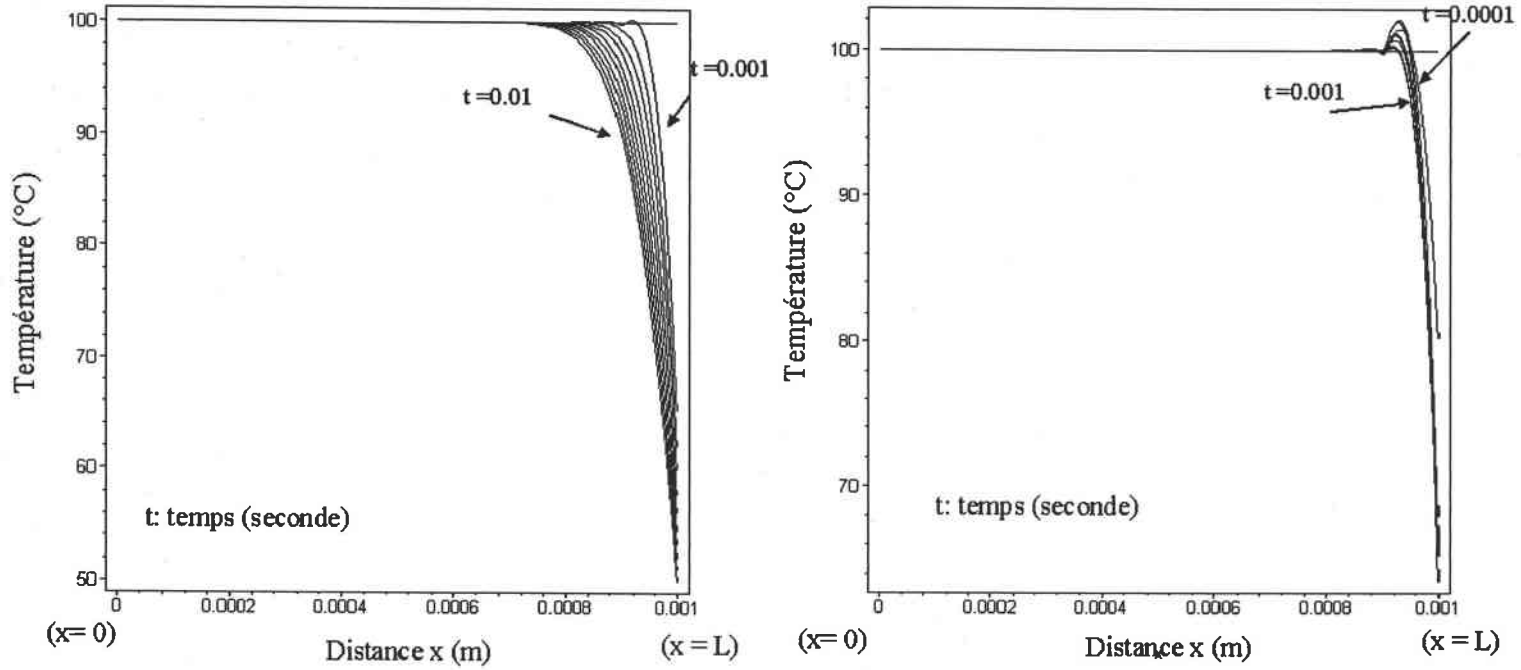 100
90
80
70
60
50
Température (°C)
t =0.01
t =0.001
t: temps (seconde)
0
0.0002
0.0004
0.0006
0.0008
0.001
(x= 0)
Distance x (m)
(x = L)
t =0.0001
100
90
80
70
Température (°C)
t=0.001
t: temps (seconde)
0
0.0002
0.0004
0.0006
0.0008
0.001
(x= 0)
Distance x (m)
(x = L)